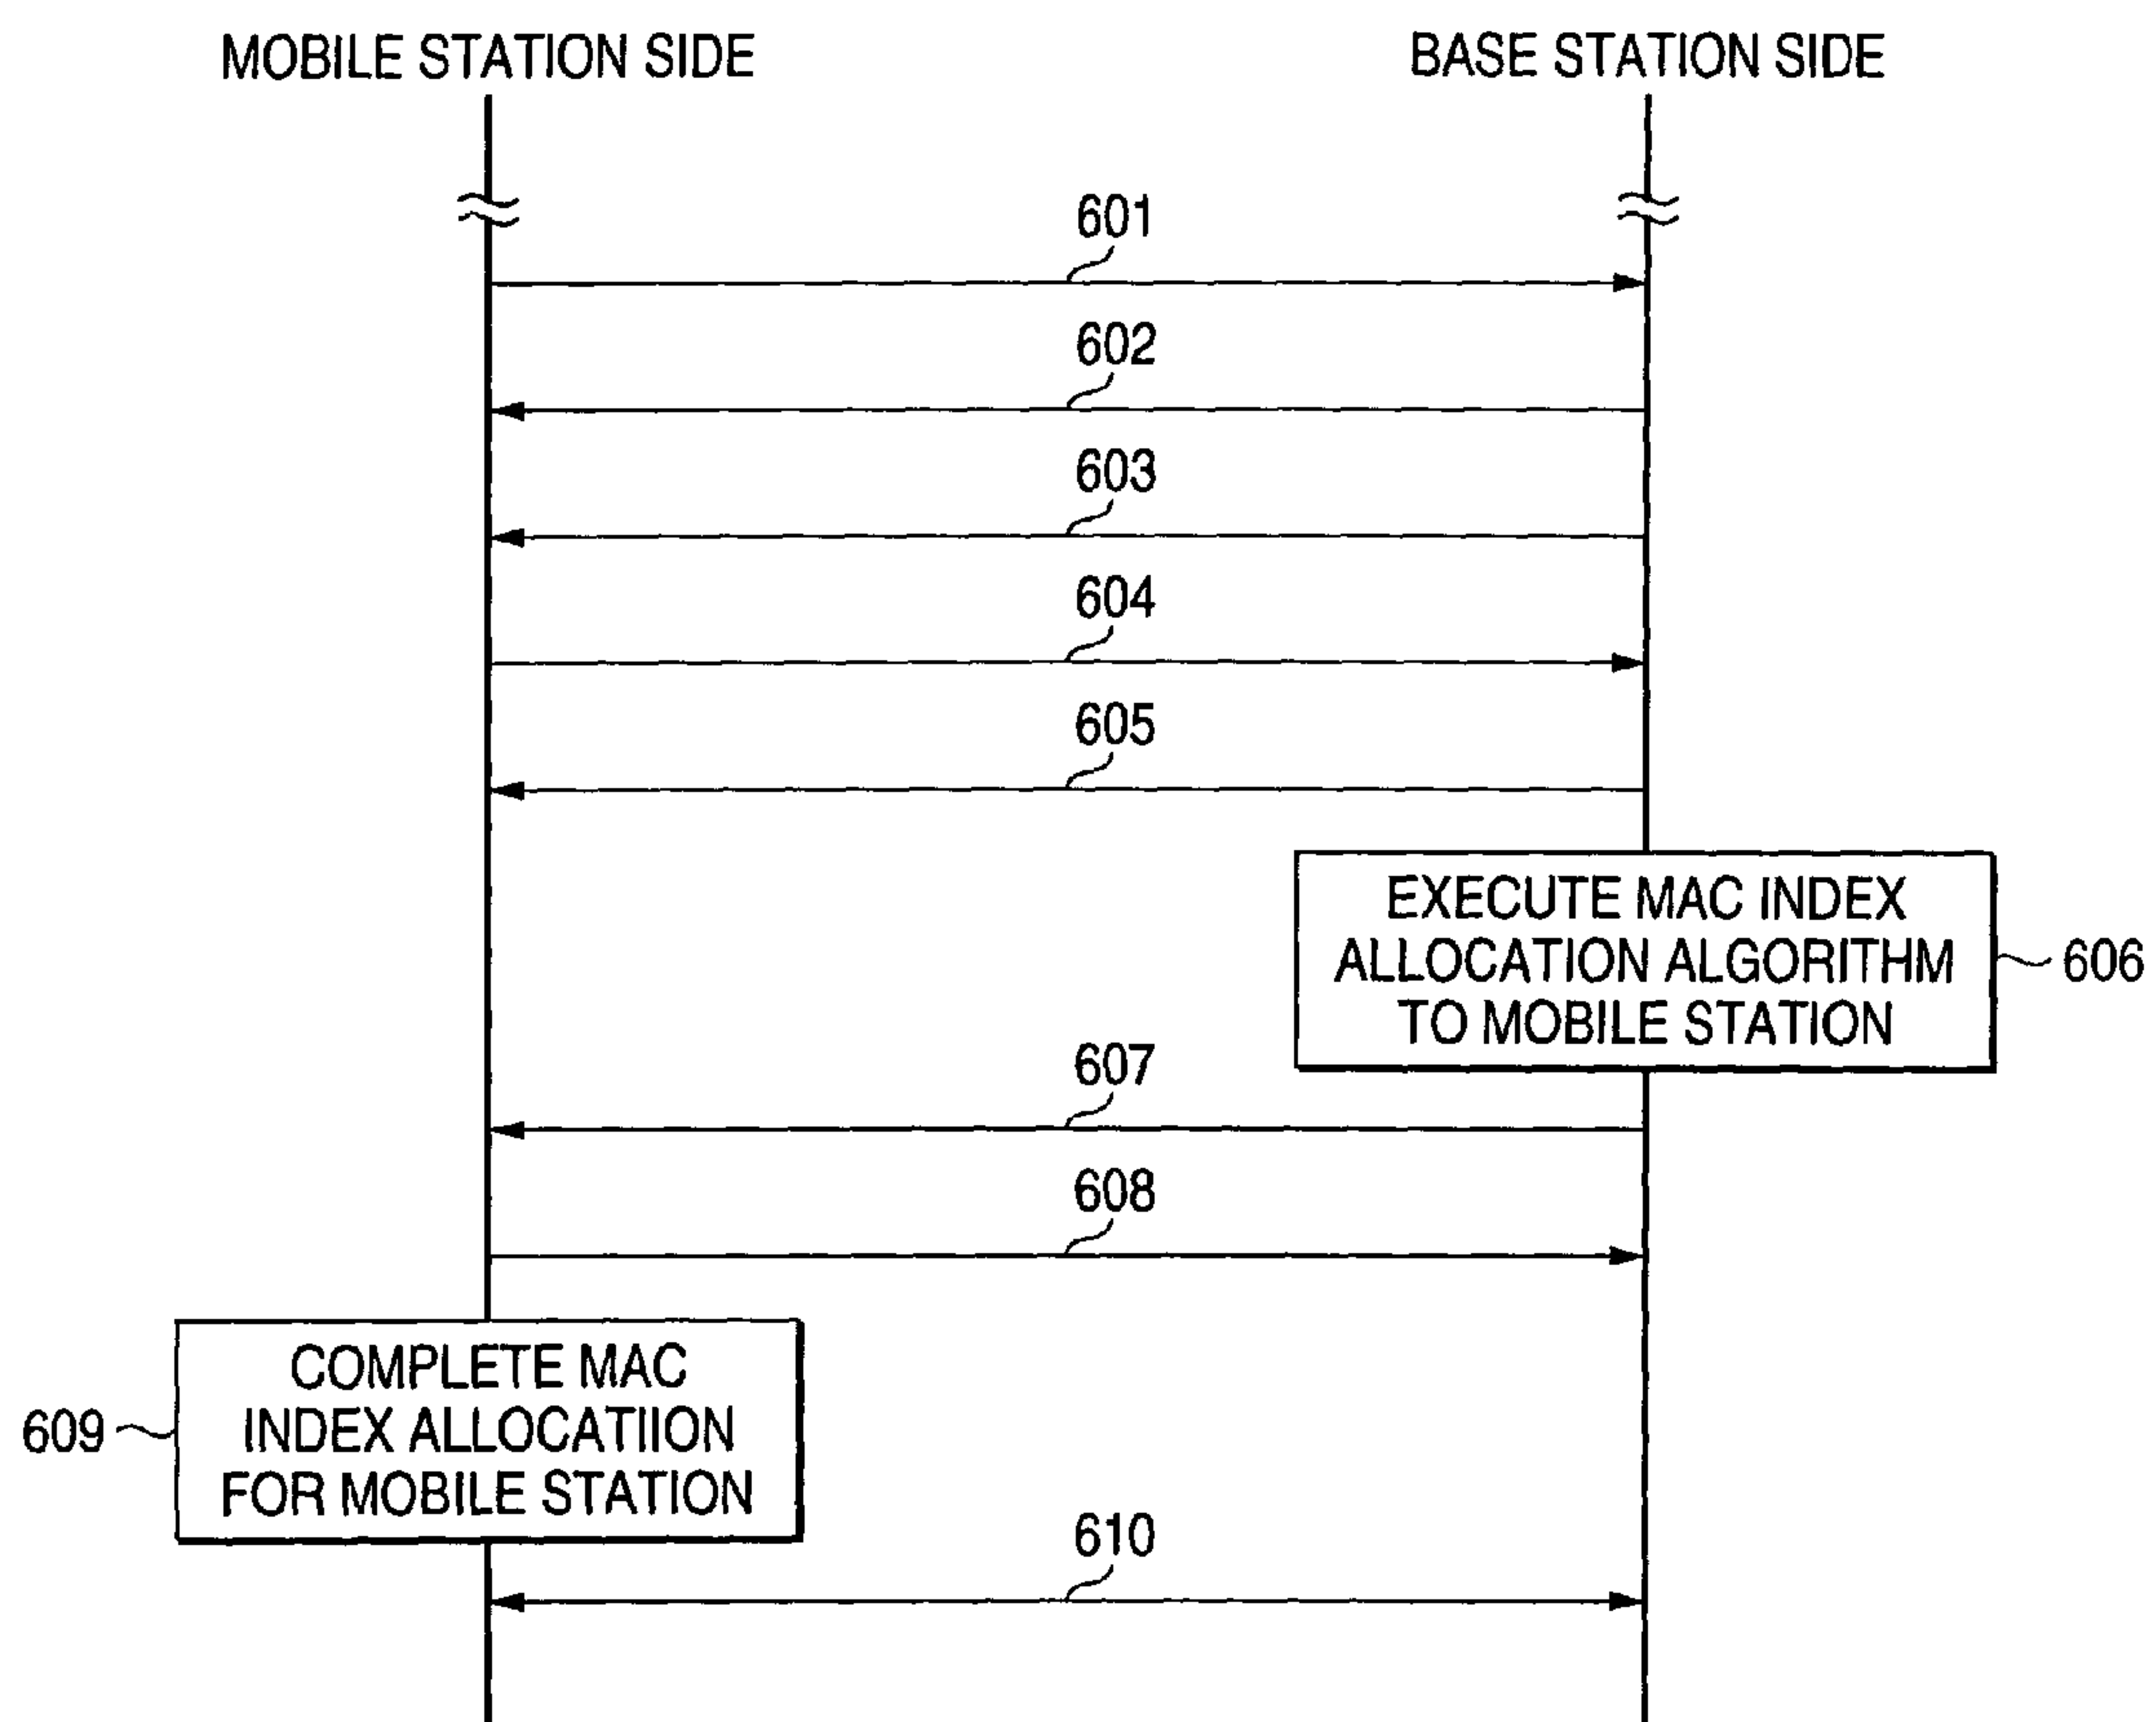 MOBILE STATION SIDE
BASE STATION SIDE
601
602
603
604
605
EXECUTE MAC INDEX
ALLOCATION ALGORITHM
TO MOBILE STATION
606
607
608
COMPLETE MAC
INDEX ALLOCATIION
FOR MOBILE STATION
609
610